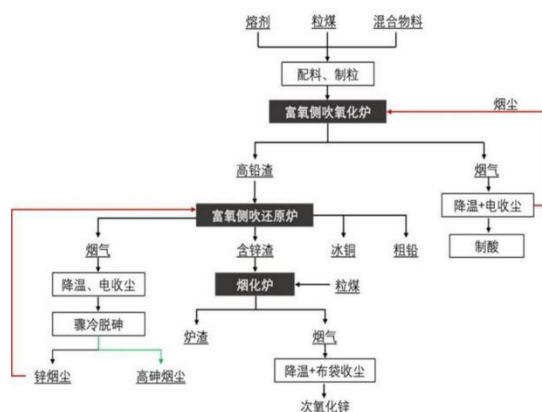 熔剂 粒煤 混合物料
配料、制粒
富氧侧吹氧化炉
烟尘
高铅渣 烟气
富氧侧吹还原炉 降温+电收尘
烟气 含锌渣 冰铜 粗铅 制酸
降温、电收尘 烟化炉 粒煤
骤冷脱砷 炉渣 烟气
锌烟尘 高砷烟尘 降温+布袋收尘
次氧化锌